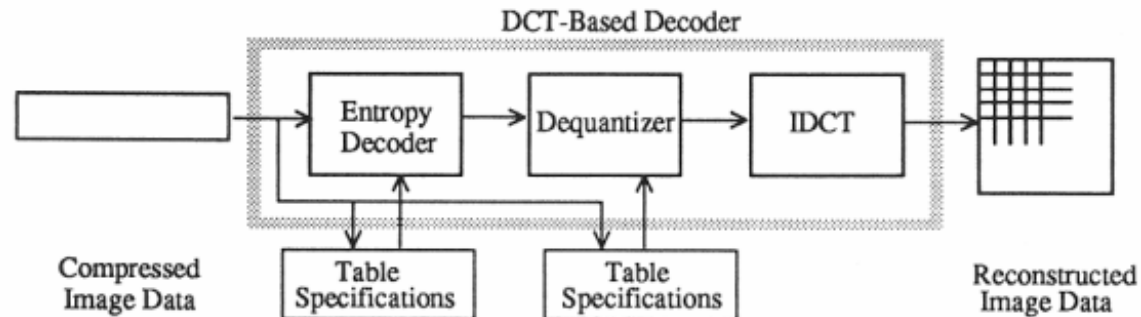 DCT-Based Decoder
Entropy
Decoder
Dequantizer
IDCT
Compressed
Image Data
Table
Specifications
Table
Specifications
Reconstructed
Image Data